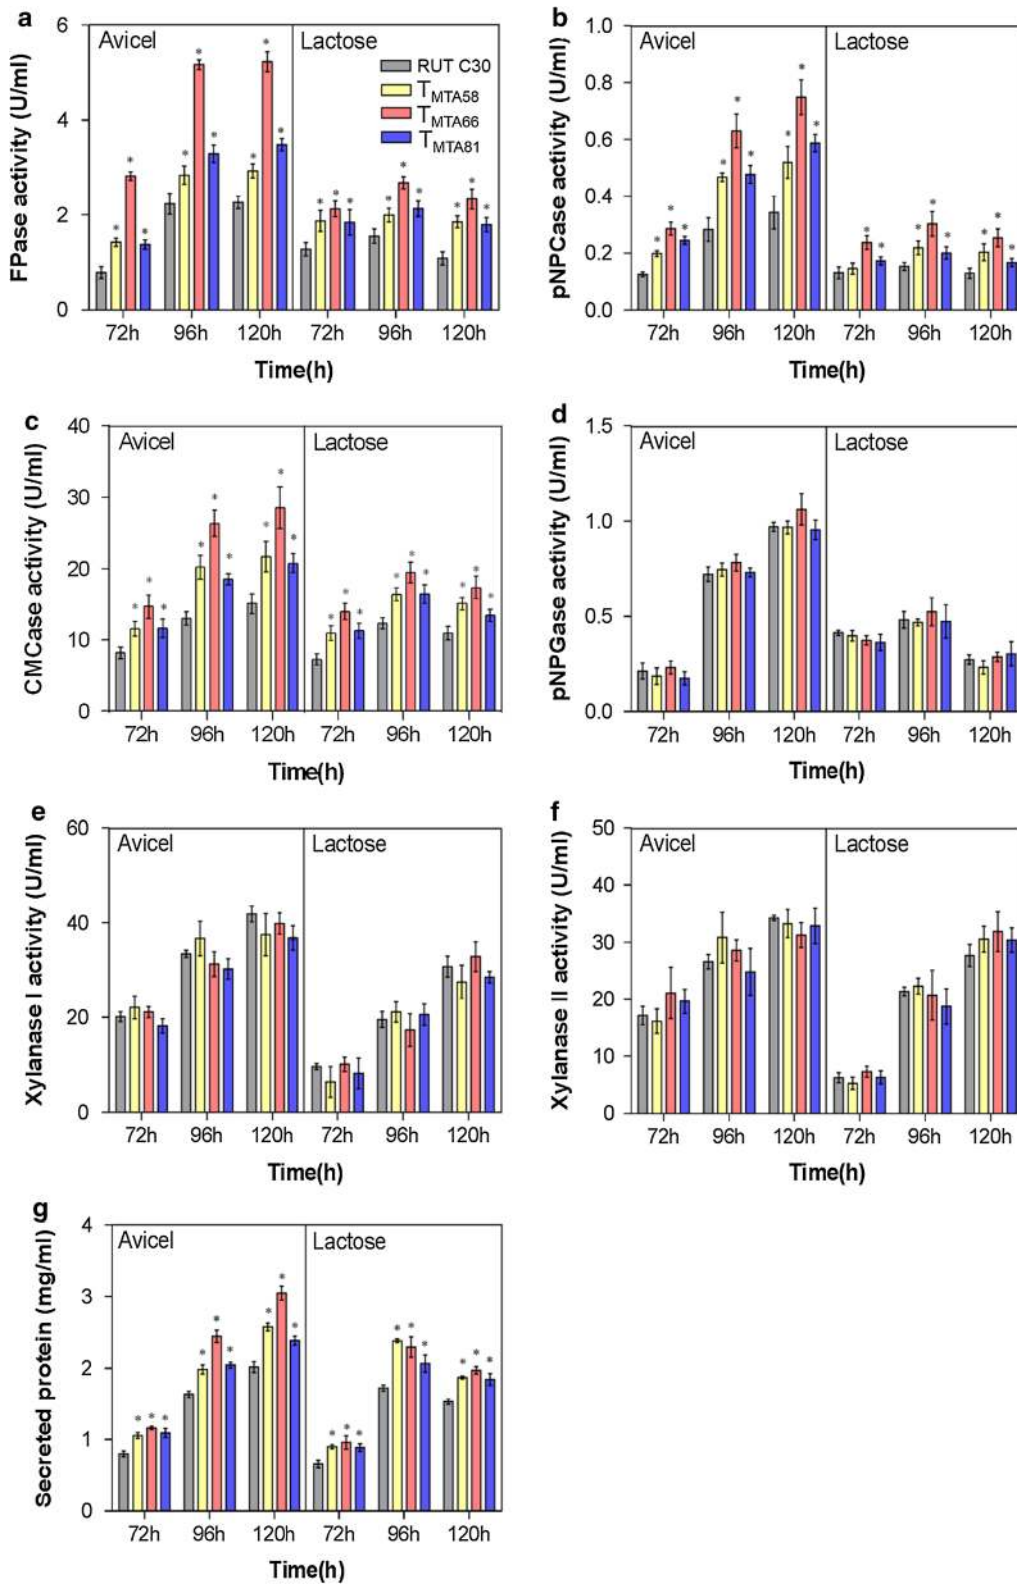 a
FPase activity (U/ml)
6
4
2
0
Avicel
Lactose
RUT C30
TMTA58
TMTA66
TMTA81
* * * * * * * * * * * * * * * * * *
72h 96h 120h 72h 96h 120h
Time(h)
b
pNPCase activity (U/ml)
1.0
0.8
0.6
0.4
0.2
0.0
Avicel
Lactose
* * * * * * * * * * * * * * * * *
72h 96h 120h 72h 96h 120h
Time(h)
c
CMCase activity (U/ml)
40
30
20
10
0
Avicel
Lactose
* * * * * * * * * * * * * * * * * *
72h 96h 120h 72h 96h 120h
Time(h)
d
pNPGase activity (U/ml)
1.5
1.0
0.5
0.0
Avicel
Lactose
72h 96h 120h 72h 96h 120h
Time(h)
e
Xylanase I activity (U/ml)
60
40
20
0
Avicel
Lactose
72h 96h 120h 72h 96h 120h
Time(h)
f
Xylanase II activity (U/ml)
50
40
30
20
10
0
Avicel
Lactose
72h 96h 120h 72h 96h 120h
Time(h)
g
Secreted protein (mg/ml)
4
3
2
1
0
Avicel
Lactose
* * * * * * * * * * * * * * * * * *
72h 96h 120h 72h 96h 120h
Time(h)